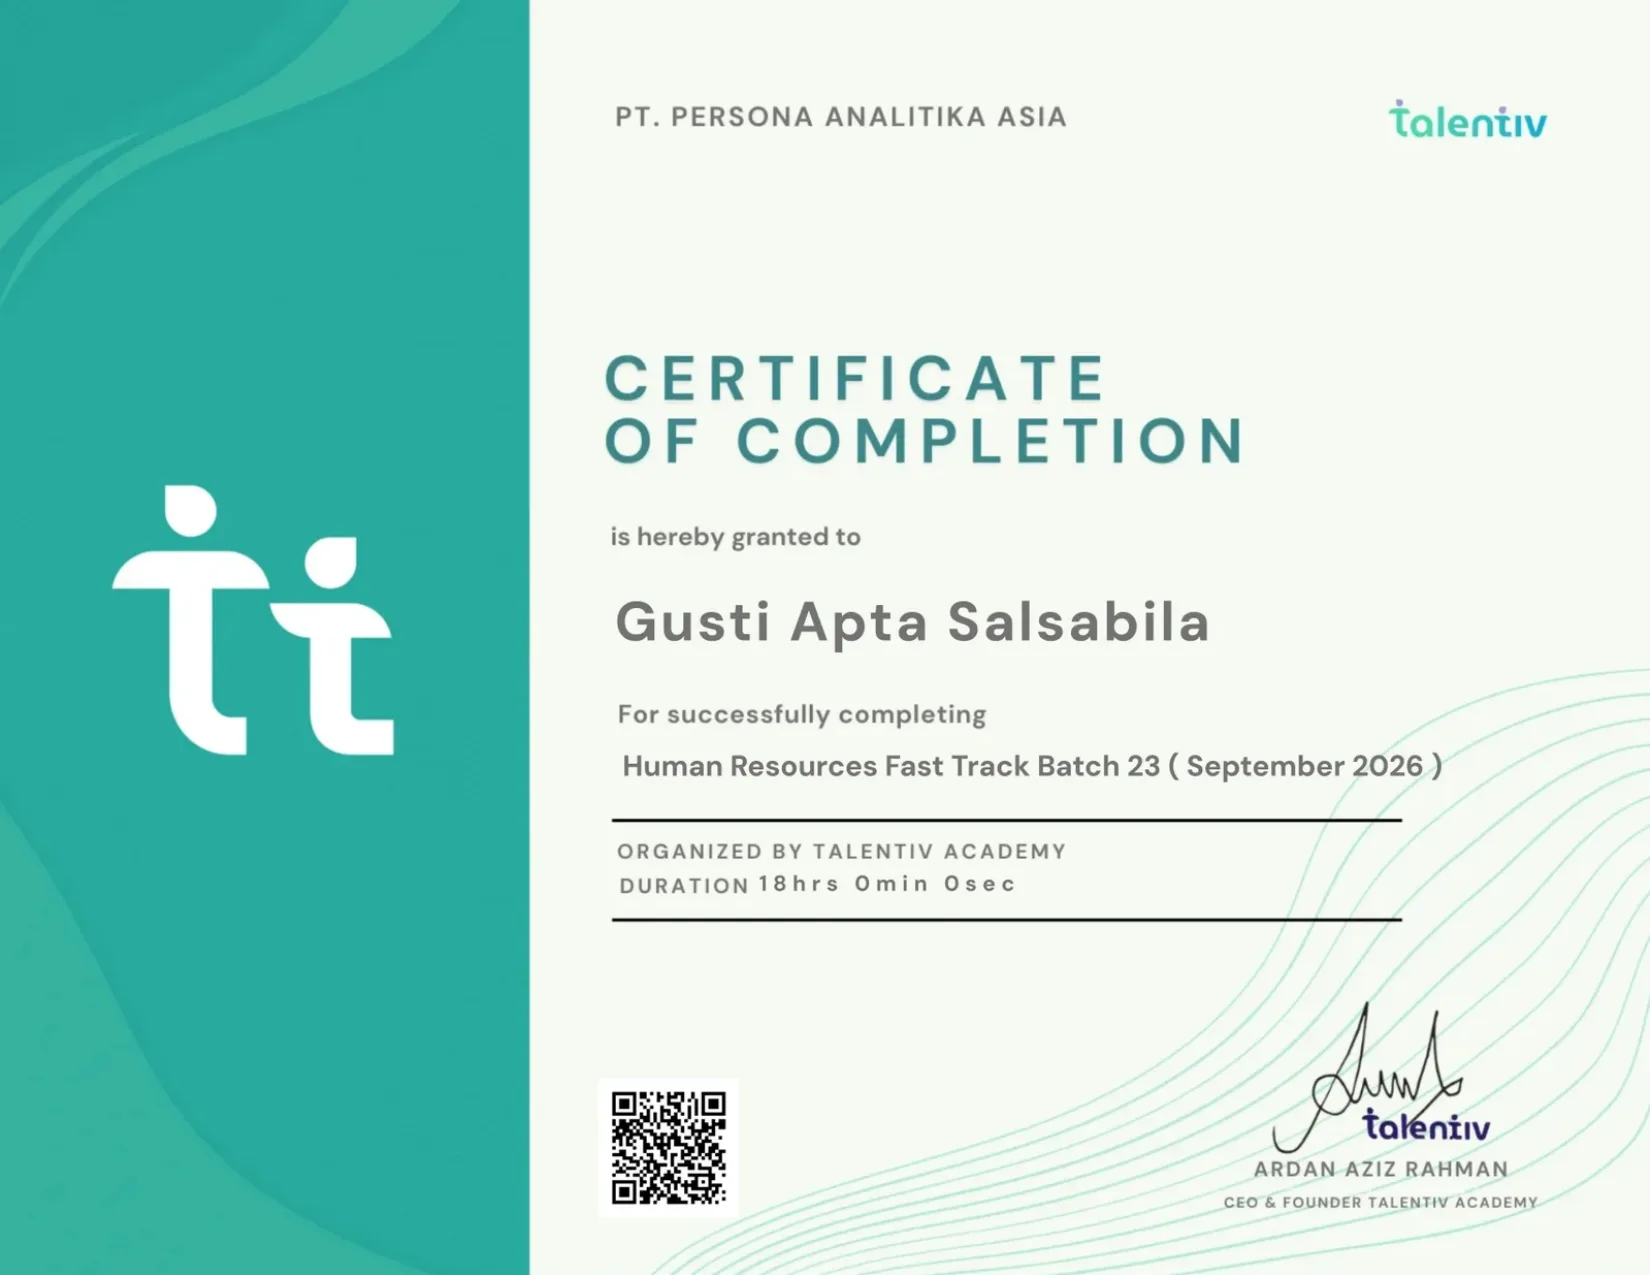 PT. PERSONA ANALITIKA ASIA
talentiv
CERTIFICATE
OF COMPLETION
is hereby granted to
Gusti Apta Salsabila
For successfully completing
Human Resources Fast Track Batch 23 ( September 2026 )
ORGANIZED BY TALENTIV ACADEMY
DURATION 18hrs 0min 0sec
talentiv
ARDAN AZIZ RAHMAN
CEO & FOUNDER TALENTIV ACADEMY